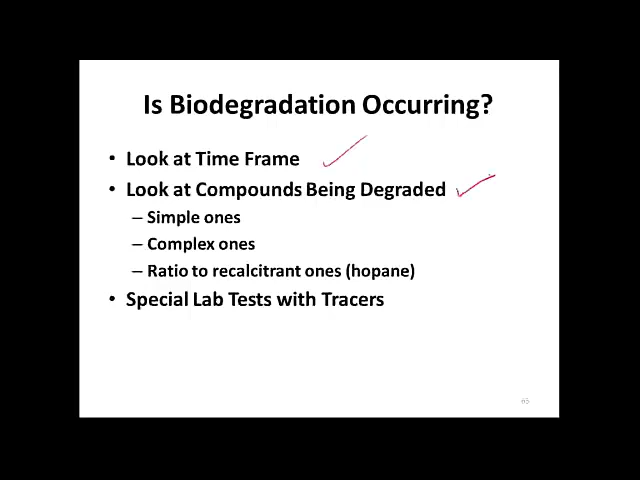 Is Biodegradation Occurring?
• Look at Time Frame
• Look at Compounds Being Degraded
– Simple ones
– Complex ones
– Ratio to recalcitrant ones (hopane)
• Special Lab Tests with Tracers